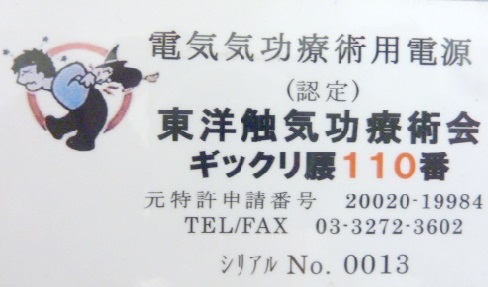 電気気功療術用電源
(認定)
東洋触気功療術会
ギックリ腰110番
元特許申請番号 20020-19984
TEL/FAX 03-3272-3602
ｼﾘｱﾙ No. 0013